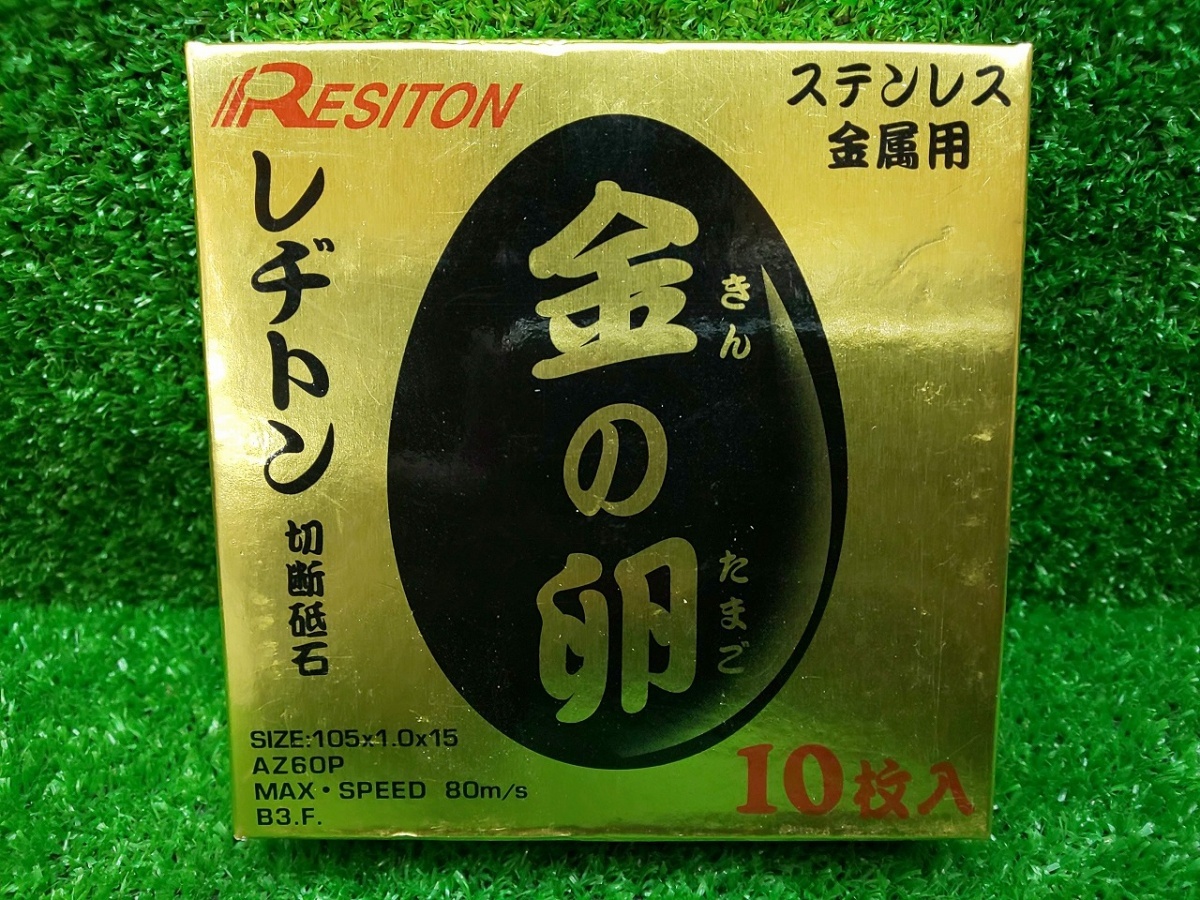 RESITON
ステンレス
金属用
レヂトン
切断砥石
金の卵
きん
たまご
SIZE:105x1.0x15
AZ60P
MAX・SPEED 80m/s
B3.F.
10枚入